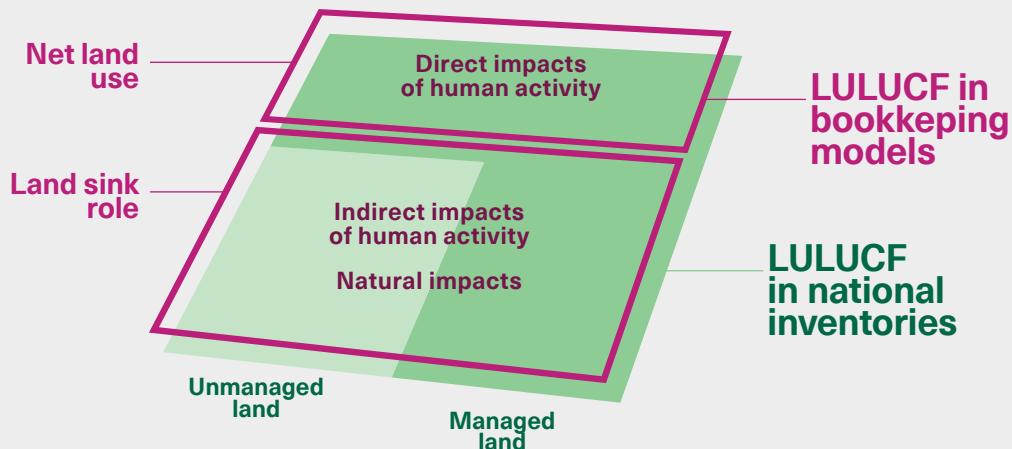 Net land
use
Direct impacts
of human activity
LULUCF in
bookkeping
models
Land sink
role
Indirect impacts
of human activity
Natural impacts
LULUCF
in national
inventories
Unmanaged
land
Managed
land